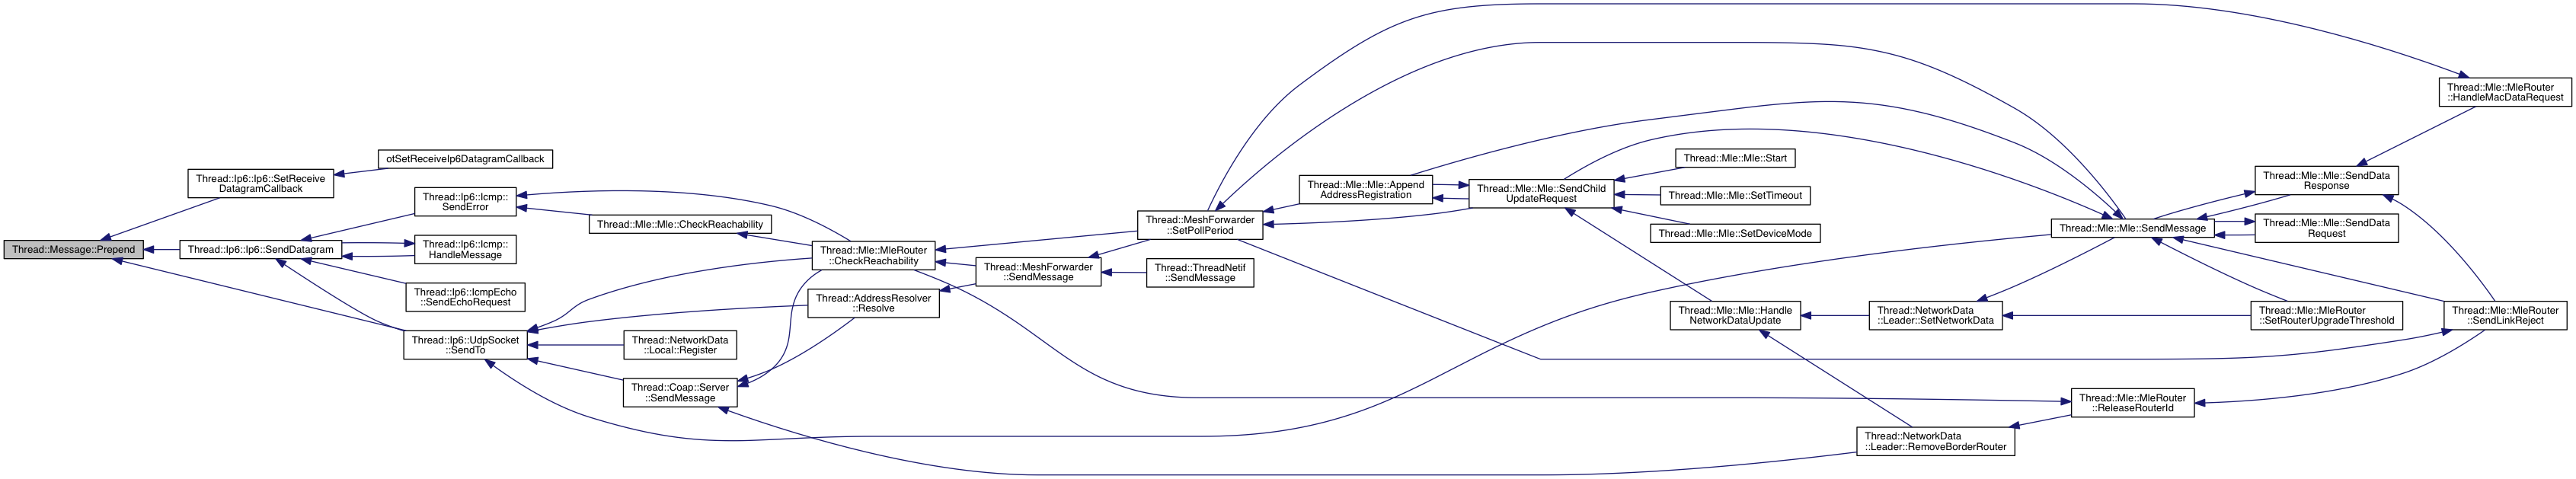 Thread::Message::Prepend
Thread::Ip6::Ip6::SetReceive
DatagramCallback
otSetReceiveIp6DatagramCallback
Thread::Ip6::Ip6::SendDatagram
Thread::Ip6::Icmp::
SendError
Thread::Ip6::Icmp::
HandleMessage
Thread::Ip6::IcmpEcho
::SendEchoRequest
Thread::Ip6::UdpSocket
::SendTo
Thread::Mle::Mle::CheckReachability
Thread::NetworkData
::Local::Register
Thread::Coap::Server
::SendMessage
Thread::Mle::MleRouter
::CheckReachability
Thread::AddressResolver
::Resolve
Thread::MeshForwarder
::SendMessage
Thread::MeshForwarder
::SetPollPeriod
Thread::ThreadNetif
::SendMessage
Thread::Mle::Mle::Append
AddressRegistration
Thread::Mle::Mle::SendChild
UpdateRequest
Thread::Mle::Mle::Start
Thread::Mle::Mle::SetTimeout
Thread::Mle::Mle::SetDeviceMode
Thread::Mle::Mle::Handle
NetworkDataUpdate
Thread::NetworkData
::Leader::SetNetworkData
Thread::NetworkData
::Leader::RemoveBorderRouter
Thread::Mle::Mle::SendMessage
Thread::Mle::MleRouter
::ReleaseRouterId
Thread::Mle::Mle::SendData
Response
Thread::Mle::Mle::SendData
Request
Thread::Mle::MleRouter
::SetRouterUpgradeThreshold
Thread::Mle::MleRouter
::HandleMacDataRequest
Thread::Mle::MleRouter
::SendLinkReject